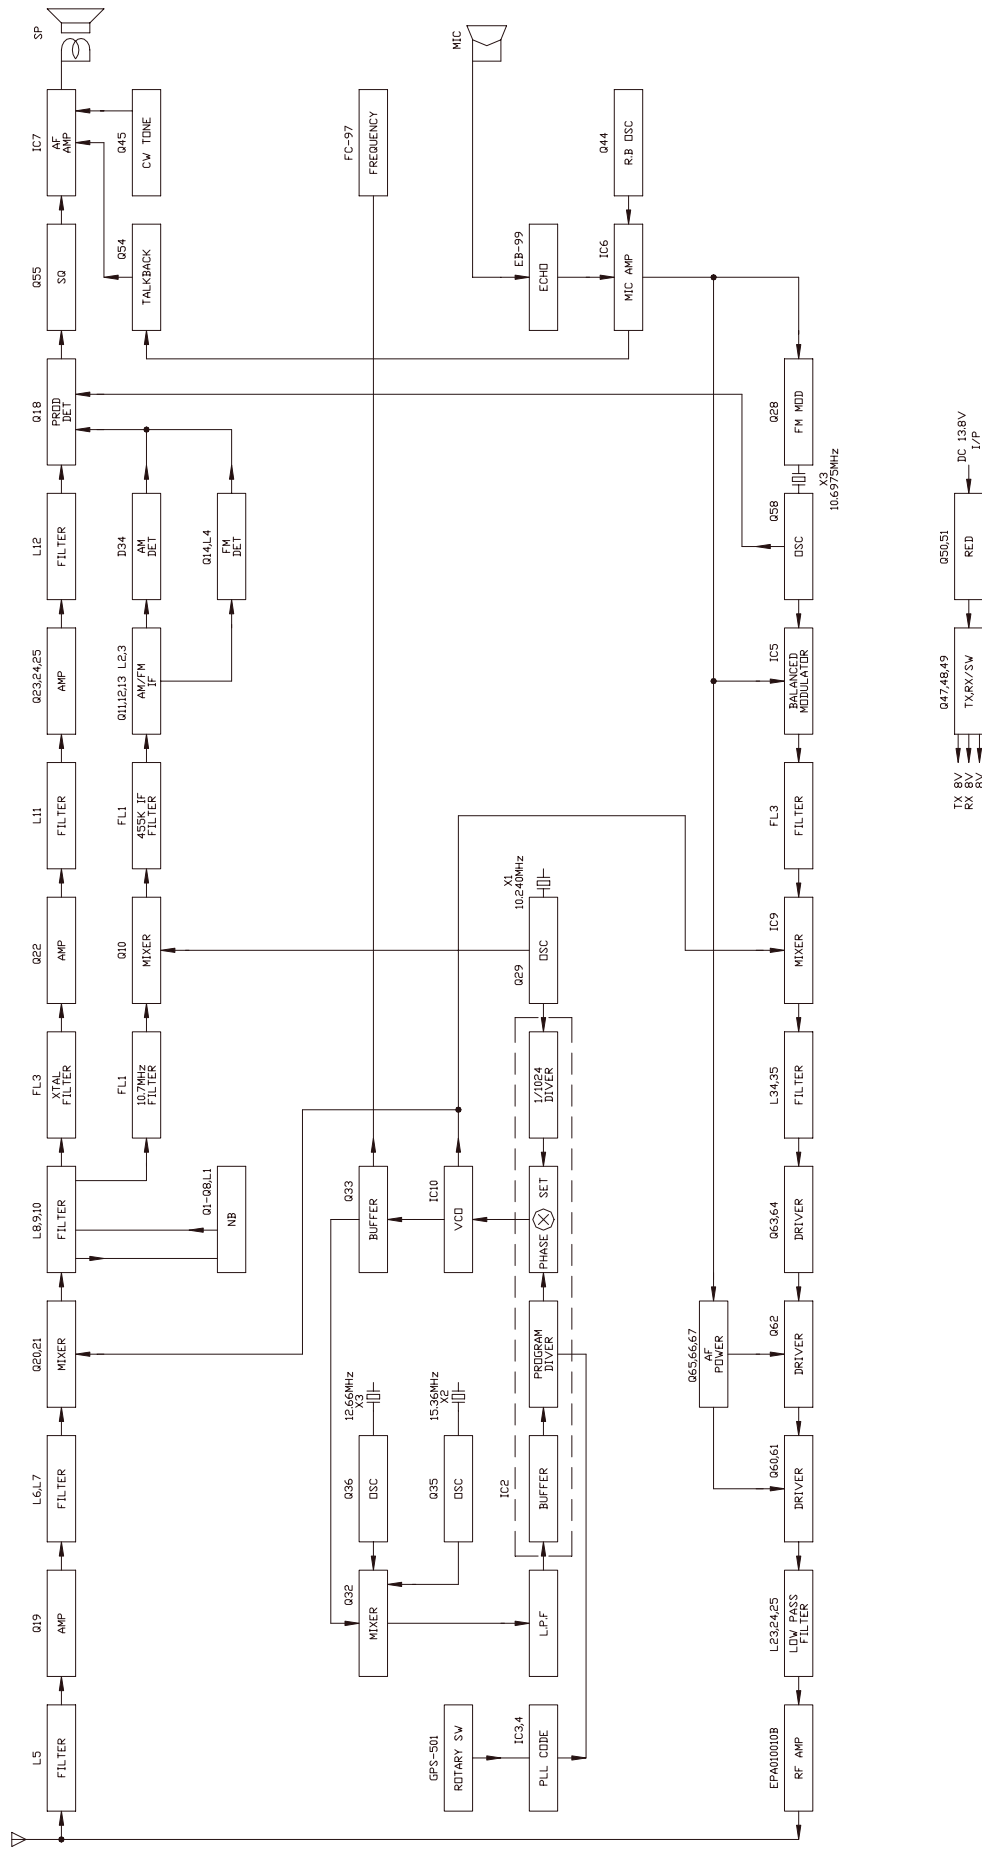 L5
FILTER
Q19
AMP
L6,L7
FILTER
Q20,21
MIXER
L8,9,10
FILTER
FL3
XTAL
FILTER
Q22
AMP
L11
FILTER
Q23,24,25
AMP
L12
FILTER
Q18
PROD
DET
Q55
SQ
IC7
AF
AMP
SP
FL1
10.7MHz
FILTER
Q10
MIXER
FL1
455K IF
FILTER
Q11,12,13 L2,3
AM/FM
IF
D34
AM
DET
Q54
TALKBACK
Q45
CW TONE
Q1-Q8,L1
NB
Q14,L4
FM
DET
Q32
MIXER
Q36
OSC
12.66MHz
X3
Q33
BUFFER
FC-97
FREQUENCY
GPS-501
ROTARY SW
Q35
OSC
15.36MHz
X2
IC10
VCO
MIC
IC3,4
PLL CODE
L.P.F
IC2
BUFFER
PROGRAM
DIVER
PHASE
SET
1/1024
DIVER
Q29
OSC
X1
10.240MHz
EB-99
ECHO
IC6
MIC AMP
Q44
R.B OSC
Q65,66,67
AF
POWER
EPA010010B
RF AMP
L23,24,25
LOW PASS
FILTER
Q60,61
DRIVER
Q62
DRIVER
Q63,64
DRIVER
L34,35
FILTER
IC9
MIXER
FL3
FILTER
IC5
BALANCED
MODULATOR
Q58
OSC
X3
10.6975MHz
Q28
FM MOD
TX 8V
RX 8V
8V
Q47,48,49
TX,RX/SW
Q50,51
RED
DC 13.8V
I/P